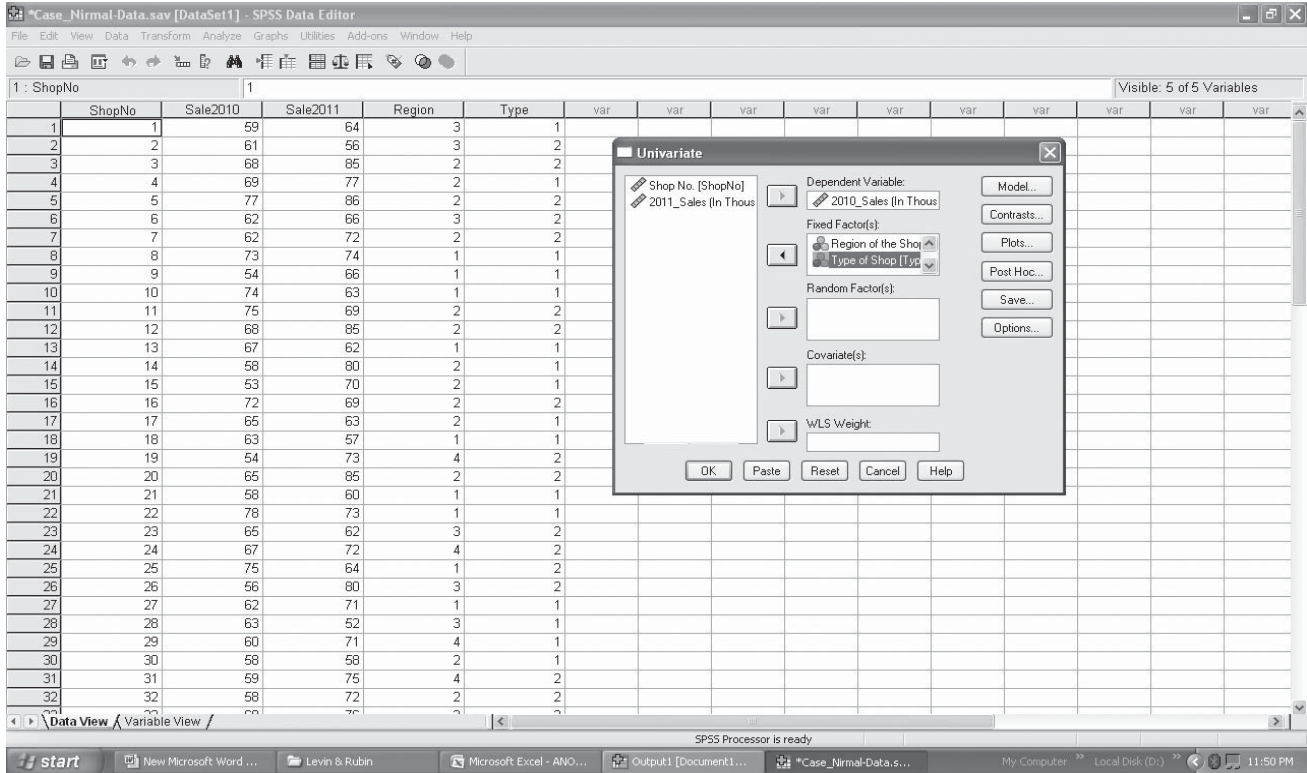 *Case_Nirmal-Data.sav [DataSet1] - SPSS Data Editor
File Edit View Data Transform Analyze Graphs Utilities Add-ons Window Help
1 : ShopNo 1 Visible: 5 of 5 Variables
ShopNo Sale2010 Sale2011 Region Type var var var var var var var var var var
1 1 59 64 3 1
2 2 61 56 3 2
3 3 68 85 2 2
4 4 69 77 2 1
5 5 77 86 2 2
6 6 62 66 3 2
7 7 62 72 2 2
8 8 73 74 1 1
9 9 54 66 1 1
10 10 74 63 1 1
11 11 75 69 2 2
12 12 68 85 2 2
13 13 67 62 1 1
14 14 58 80 2 1
15 15 53 70 2 1
16 16 72 69 2 2
17 17 65 63 2 1
18 18 63 57 1 1
19 19 54 73 4 2
20 20 65 85 2 2
21 21 58 60 1 1
22 22 78 73 1 1
23 23 65 62 3 2
24 24 67 72 4 2
25 25 75 64 1 2
26 26 56 80 3 2
27 27 62 71 1 1
28 28 63 52 3 1
29 29 60 71 4 1
30 30 58 58 2 1
31 31 59 75 4 2
32 32 58 72 2 2
Univariate
Shop No. [ShopNo]
2011_Sales (In Thous
Dependent Variable:
2010_Sales (In Thous
Fixed Factor(s):
Region of the Shop
Type of Shop [Typ
Random Factor(s):
Covariate(s):
WLS Weight:
Model...
Contrasts...
Plots...
Post Hoc...
Save...
Options...
OK Paste Reset Cancel Help
Data View Variable View
SPSS Processor is ready
start New Microsoft Word ... Levin & Rubin Microsoft Excel - ANO... Output1 [Document1... *Case_Nirmal-Data.s... My Computer » Local Disk (D:) » 11:50 PM